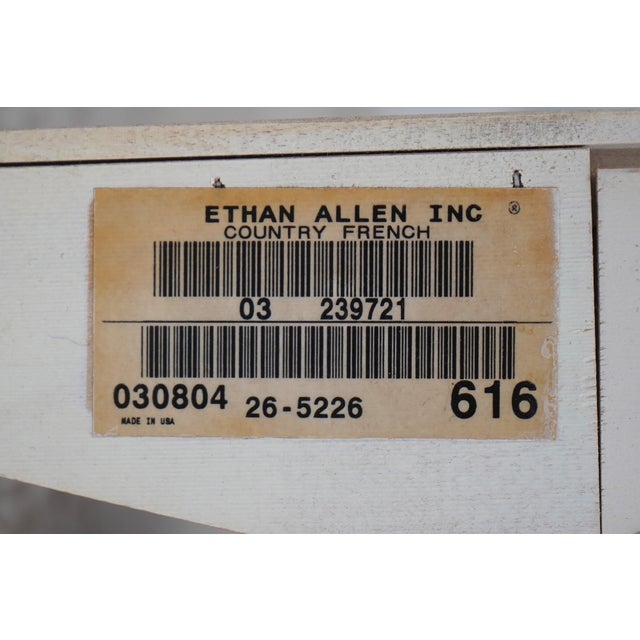 ETHAN ALLEN INC ®
COUNTRY FRENCH
03 239721
030804 26-5226 616
MADE IN USA